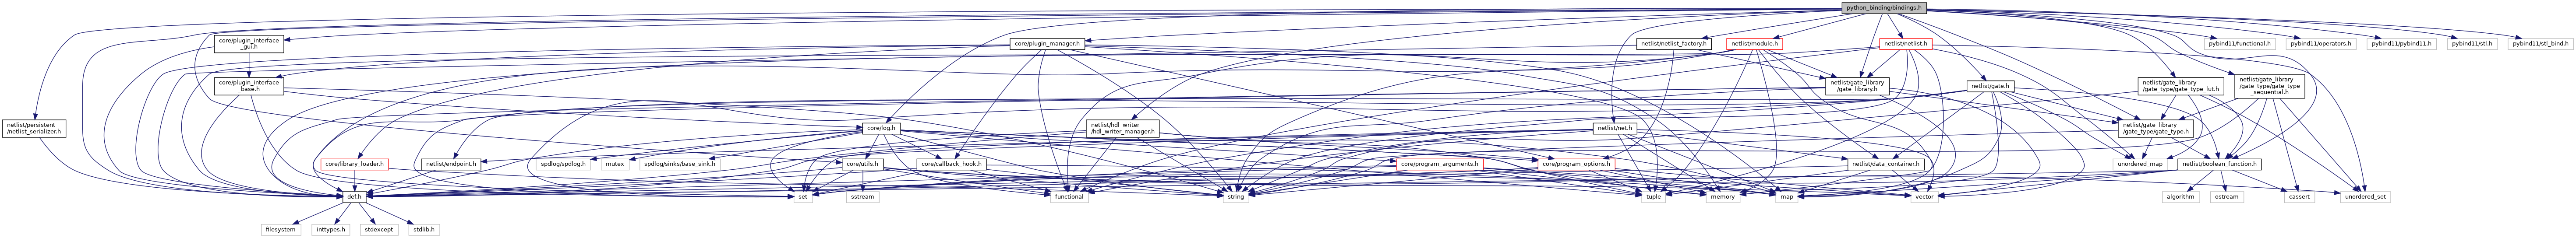 python_binding/bindings.h
core/plugin_interface
_gui.h
core/plugin_manager.h
netlist/netlist_factory.h
netlist/module.h
netlist/netlist.h
pybind11/functional.h
pybind11/operators.h
pybind11/pybind11.h
pybind11/stl.h
pybind11/stl_bind.h
core/plugin_interface
_base.h
netlist/gate_library
/gate_library.h
netlist/gate.h
netlist/gate_library
/gate_type/gate_type_lut.h
netlist/gate_library
/gate_type/gate_type
_sequential.h
netlist/persistent
/netlist_serializer.h
core/log.h
netlist/hdl_writer
/hdl_writer_manager.h
netlist/net.h
netlist/gate_library
/gate_type/gate_type.h
core/library_loader.h
netlist/endpoint.h
spdlog/spdlog.h
mutex
spdlog/sinks/base_sink.h
core/utils.h
core/callback_hook.h
core/program_arguments.h
core/program_options.h
netlist/data_container.h
unordered_map
netlist/boolean_function.h
def.h
set
sstream
functional
string
tuple
memory
map
vector
algorithm
ostream
cassert
unordered_set
filesystem
inttypes.h
stdexcept
stdlib.h